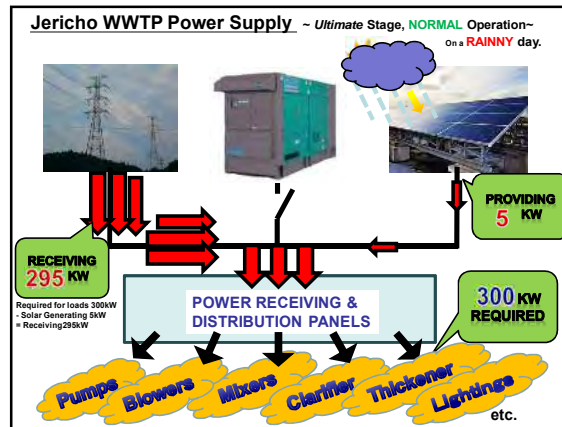 Jericho WWTP Power Supply ~ Ultimate Stage, NORMAL Operation~
On a RAINNY day.
PROVIDING
5
KW
RECEIVING
295 KW
Required for loads 300kW
- Solar Generating 5kW
= Receiving295kW
POWER RECEIVING &
DISTRIBUTION PANELS
300 KW
REQUIRED
Pumps
Blowers
Mixers
Clarifier
Thickener
Lightings
etc.